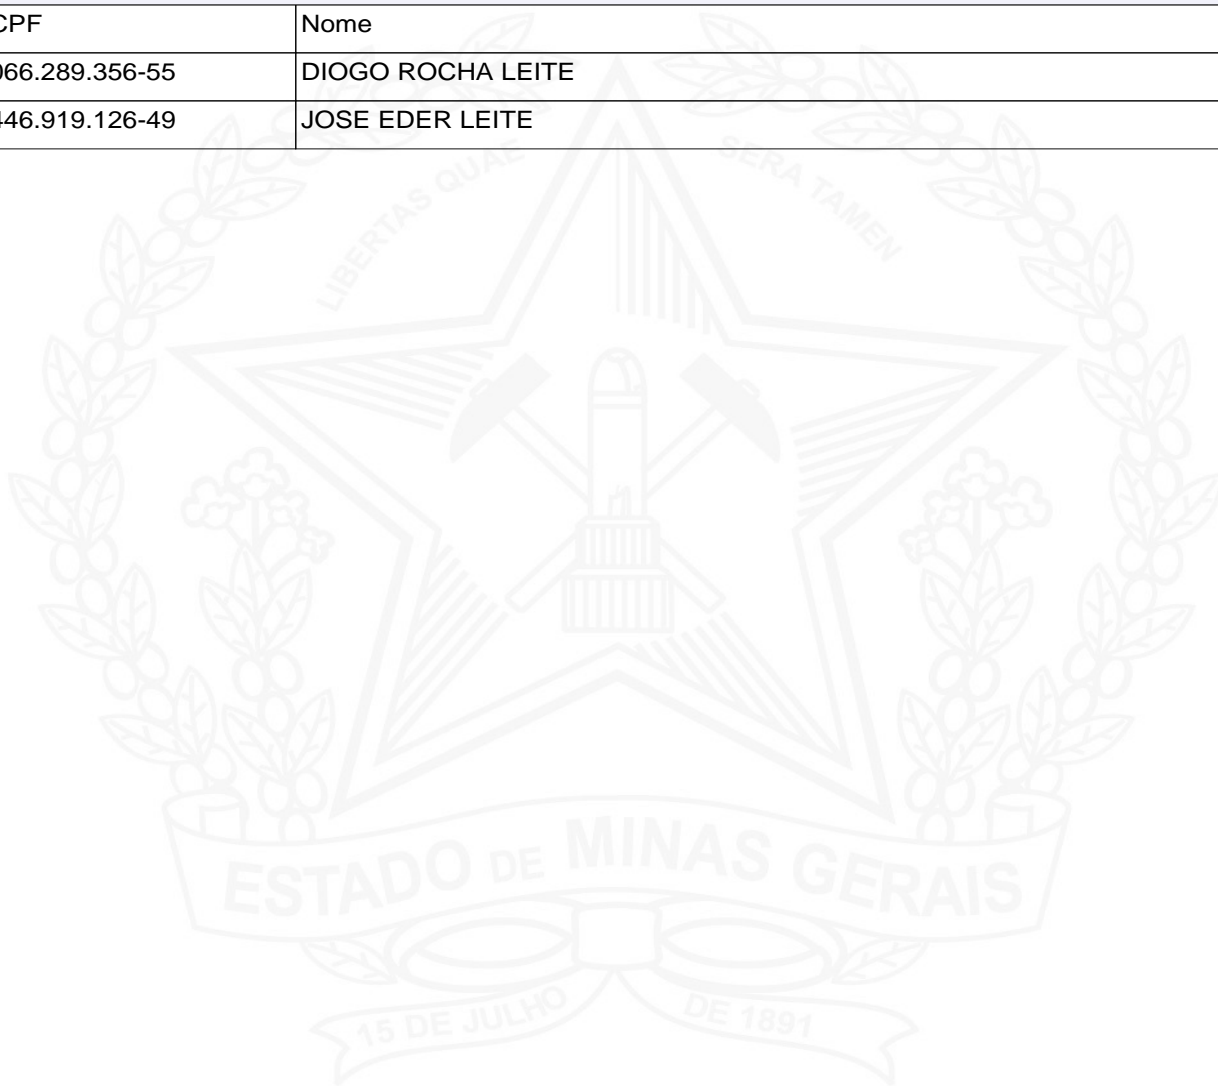 CPF Nome
066.289.356-55 DIOGO ROCHA LEITE
446.919.126-49 JOSE EDER LEITE
LIBERTAS QUAE SERA TAMEN
ESTADO DE MINAS GERAIS
15 DE JULHO DE 1891